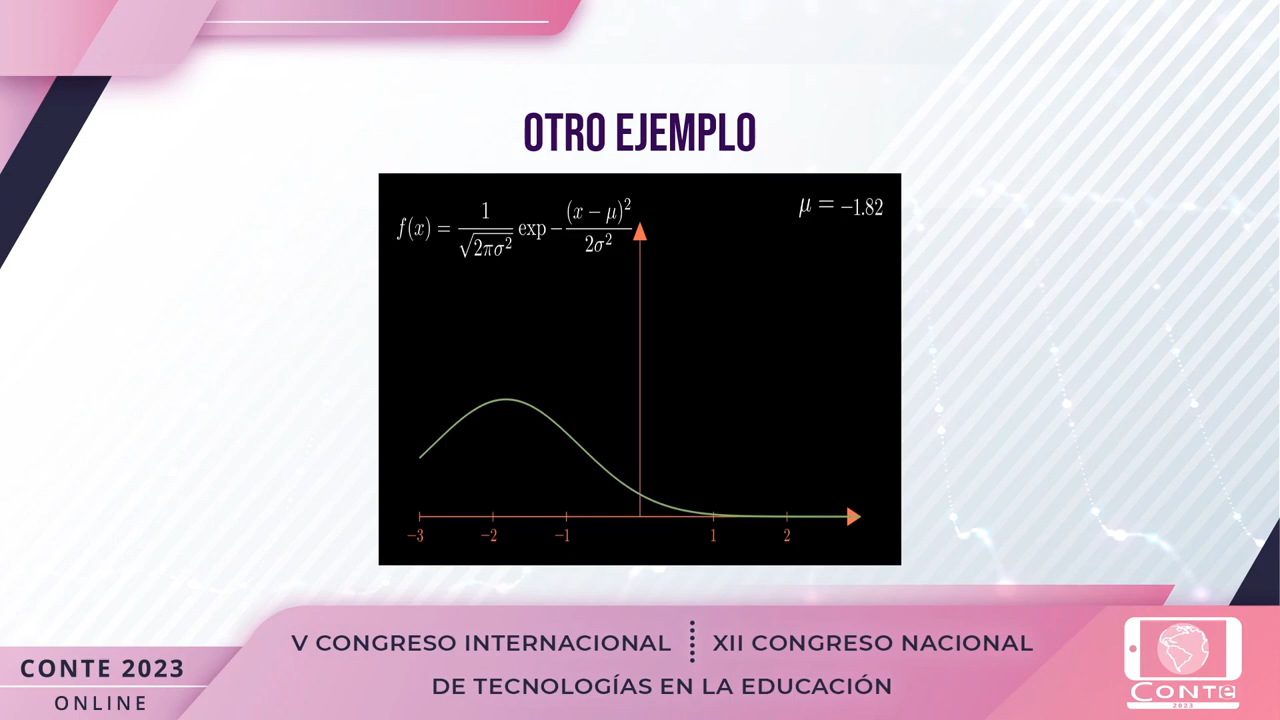 OTRO EJEMPLO
f(x) = 1/√(2πσ²) exp −(x − μ)²/2σ²
μ = −1.82
−3 −2 −1 1 2
V CONGRESO INTERNACIONAL XII CONGRESO NACIONAL
DE TECNOLOGÍAS EN LA EDUCACIÓN
CONTE 2023
ONLINE
CONTE
2023